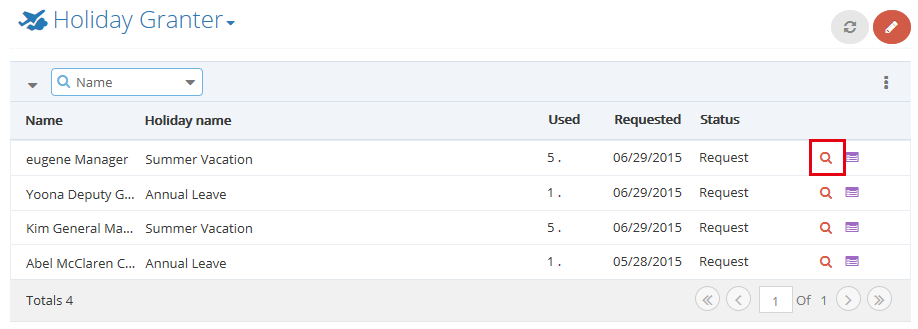 Holiday Granter
Name
Name Holiday name Used Requested Status
eugene Manager Summer Vacation 5 . 06/29/2015 Request
Yoona Deputy G... Annual Leave 1 . 06/29/2015 Request
Kim General Ma... Summer Vacation 5 . 06/29/2015 Request
Abel McClaren C... Annual Leave 1 . 05/28/2015 Request
Totals 4 1 Of 1